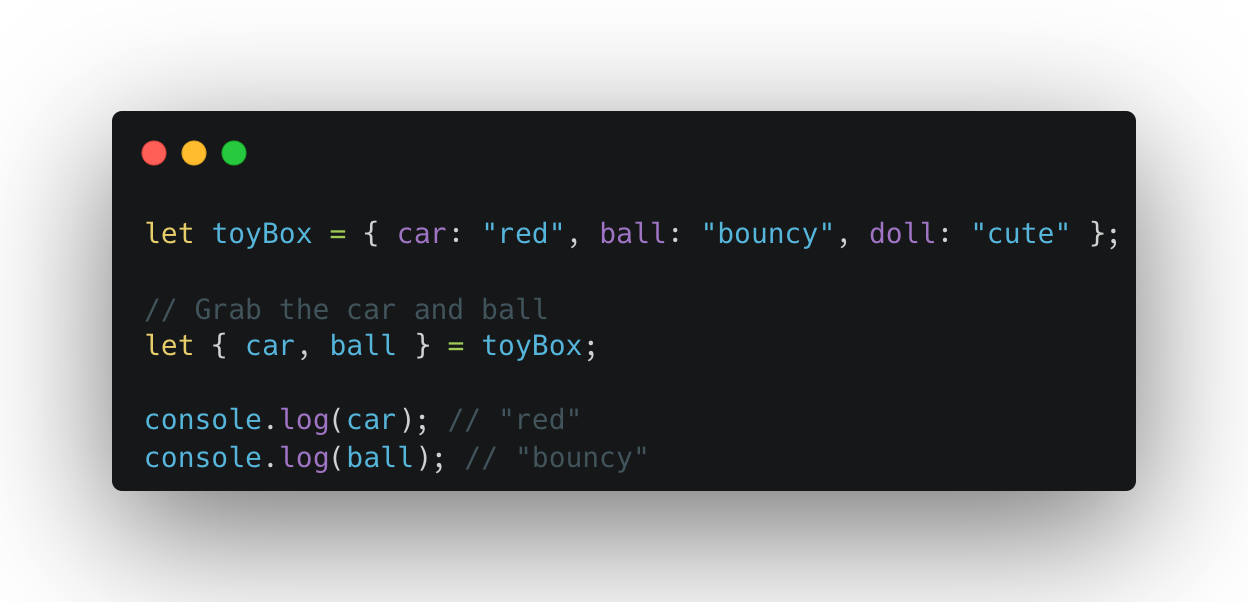 let toyBox = { car: "red", ball: "bouncy", doll: "cute" };
// Grab the car and ball
let { car, ball } = toyBox;
console.log(car); // "red"
console.log(ball); // "bouncy"